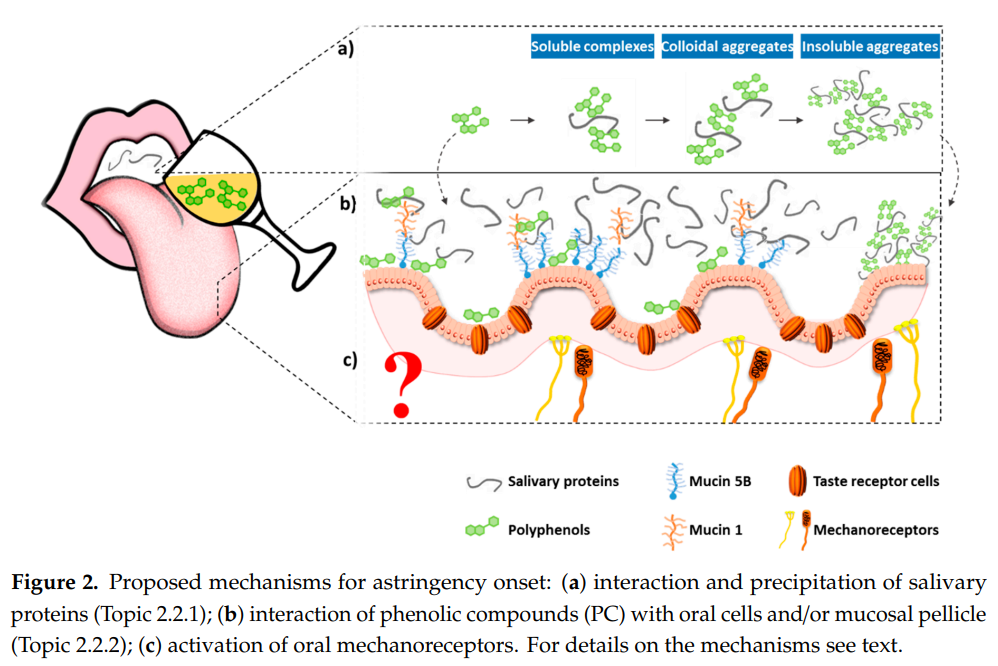 a)
Soluble complexes Colloidal aggregates Insoluble aggregates
b)
c)
?
Salivary proteins Mucin 5B Taste receptor cells
Polyphenols Mucin 1 Mechanoreceptors
Figure 2. Proposed mechanisms for astringency onset: (a) interaction and precipitation of salivary
proteins (Topic 2.2.1); (b) interaction of phenolic compounds (PC) with oral cells and/or mucosal pellicle
(Topic 2.2.2); (c) activation of oral mechanoreceptors. For details on the mechanisms see text.